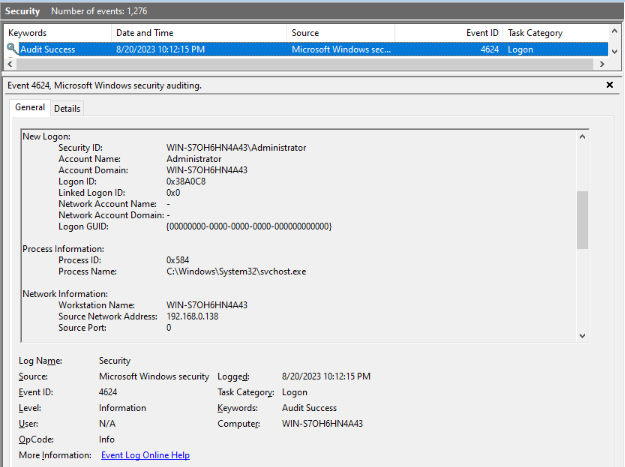 Security Number of events: 1,276
Keywords Date and Time Source Event ID Task Category
Audit Success 8/20/2023 10:12:15 PM Microsoft Windows sec... 4624 Logon
Event 4624, Microsoft Windows security auditing.
General Details
New Logon:
Security ID: WIN-S7OH6HN4A43\Administrator
Account Name: Administrator
Account Domain: WIN-S7OH6HN4A43
Logon ID: 0x38A0C8
Linked Logon ID: 0x0
Network Account Name: -
Network Account Domain: -
Logon GUID: {00000000-0000-0000-0000-000000000000}
Process Information:
Process ID: 0x584
Process Name: C:\Windows\System32\svchost.exe
Network Information:
Workstation Name: WIN-S7OH6HN4A43
Source Network Address: 192.168.0.138
Source Port: 0
Log Name: Security
Source: Microsoft Windows security Logged: 8/20/2023 10:12:15 PM
Event ID: 4624 Task Category: Logon
Level: Information Keywords: Audit Success
User: N/A Computer: WIN-S7OH6HN4A43
OpCode: Info
More Information: Event Log Online Help